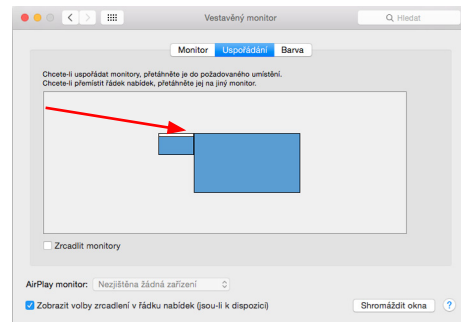 Vestavěný monitor
Hledat
Monitor Uspořádání Barva
Chcete-li uspořádat monitory, přetáhněte je do požadovaného umístění.
Chcete-li přemístit řádek nabídek, přetáhněte jej na jiný monitor.
Zrcadlit monitory
AirPlay monitor: Nezjištěna žádná zařízení
Zobrazit volby zrcadlení v řádku nabídek (jsou-li k dispozici)
Shromáždit okna ?